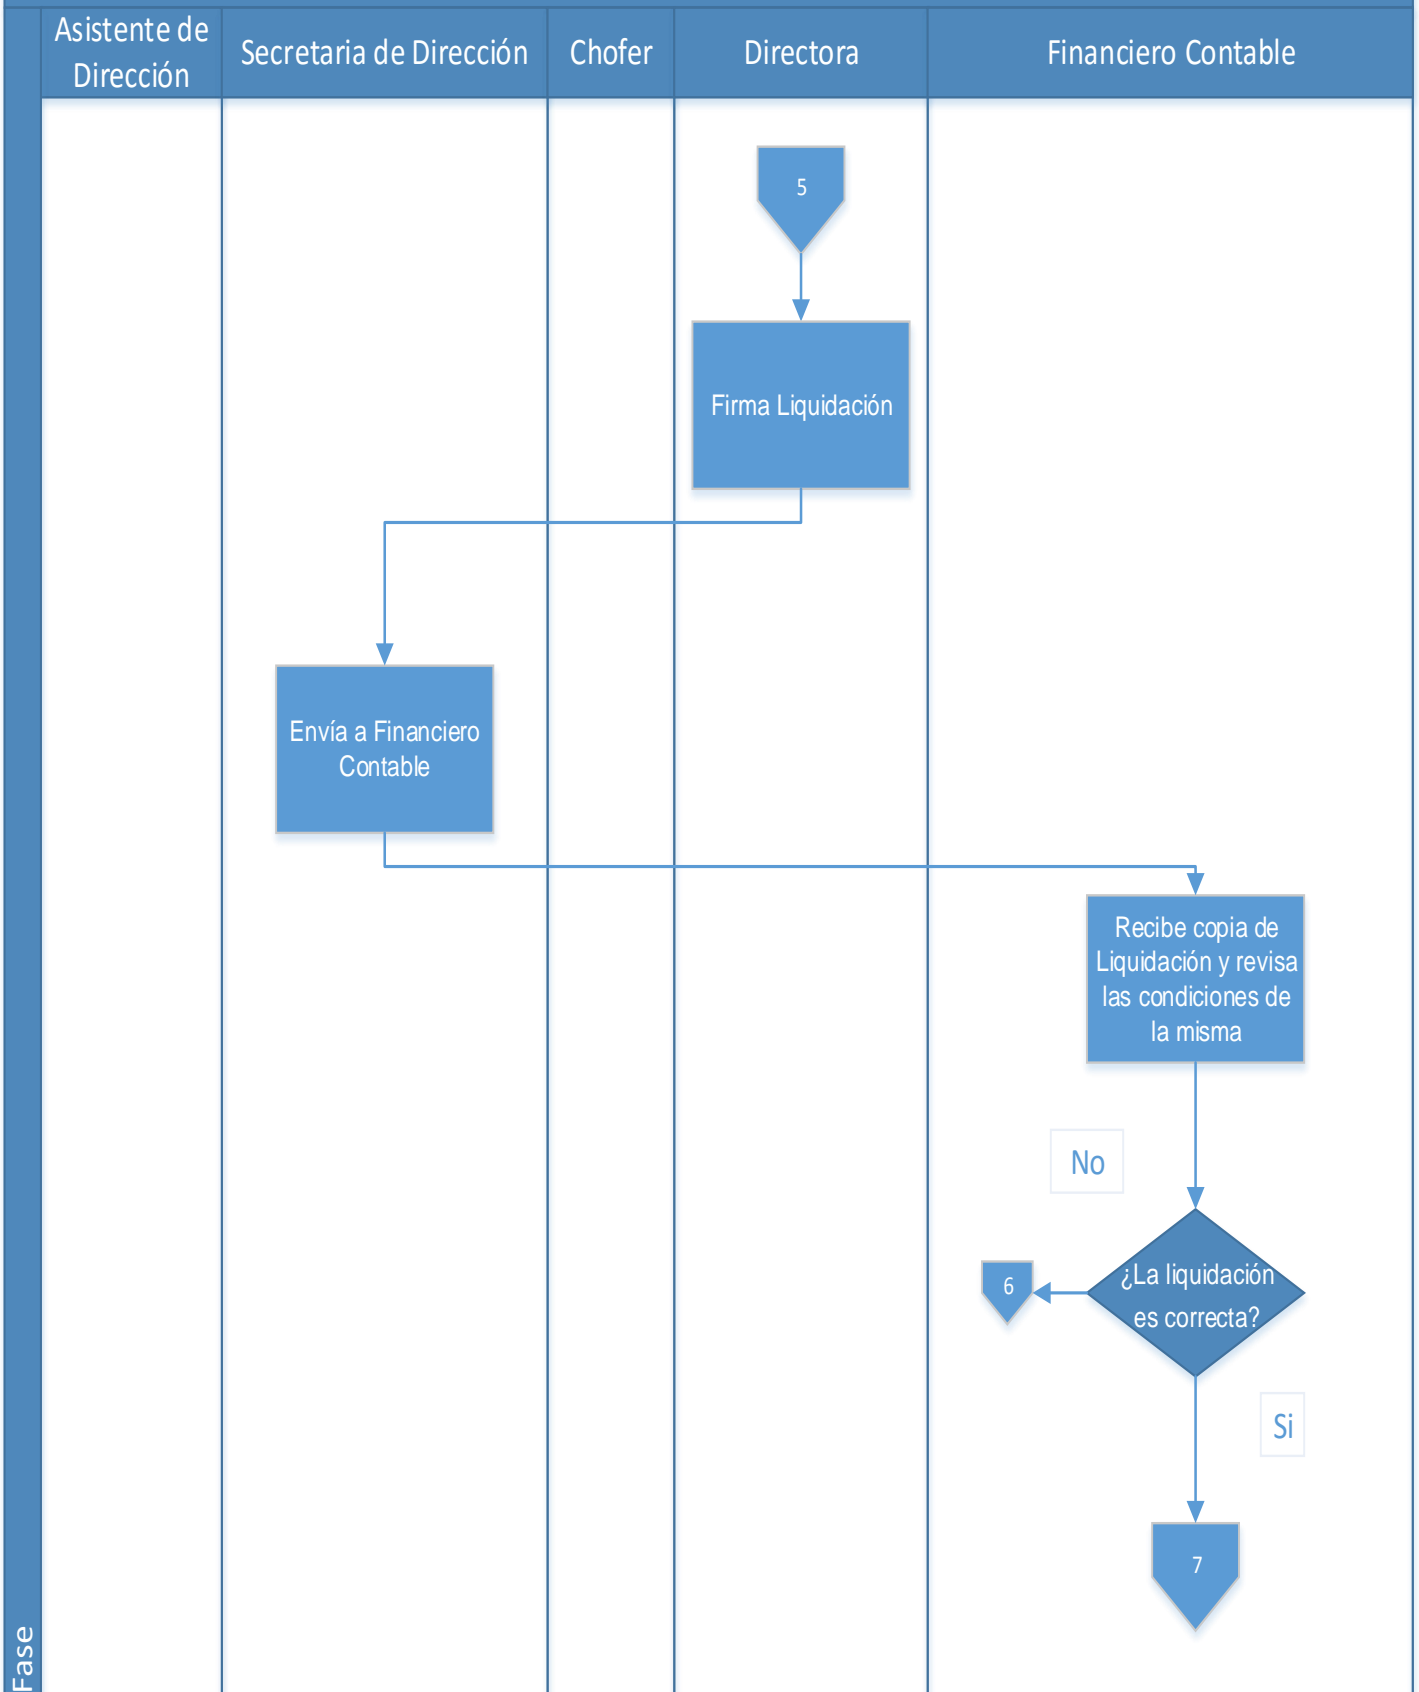 Asistente de
Dirección
Secretaria de Dirección
Chofer
Directora
Financiero Contable
5
Firma Liquidación
Envía a Financiero
Contable
Recibe copia de
Liquidación y revisa
las condiciones de
la misma
No
¿La liquidación
es correcta?
6
Si
7
Fase